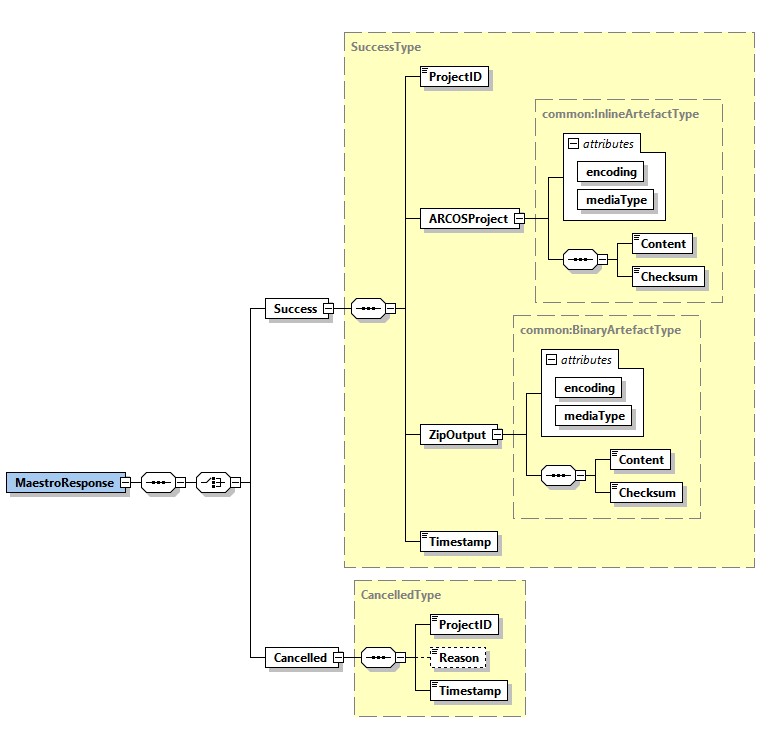 SuccessType
ProjectID
common:InlineArtefactType
attributes
encoding
mediaType
ARCOSProject
Content
Checksum
Success
common:BinaryArtefactType
attributes
encoding
mediaType
ZipOutput
Content
Checksum
MaestroResponse
Timestamp
CancelledType
ProjectID
Cancelled
Reason
Timestamp